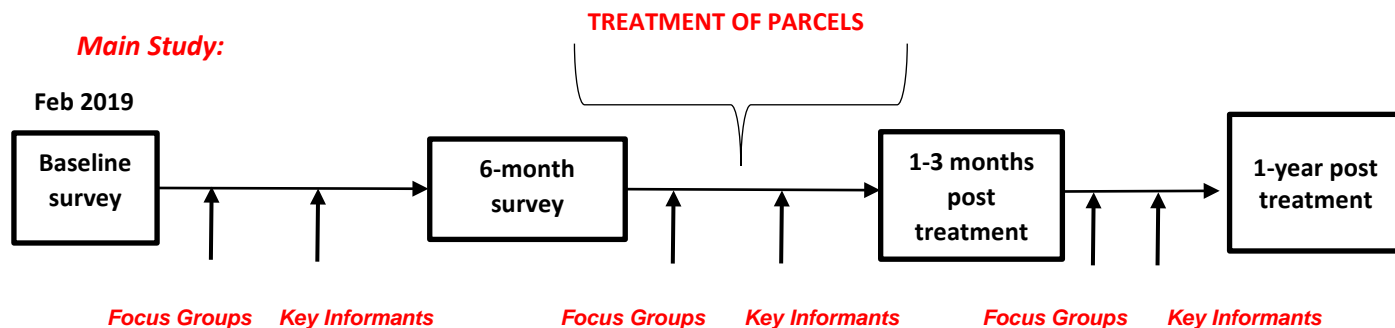 TREATMENT OF PARCELS
Main Study:
Feb 2019
Baseline
survey
6-month
survey
1-3 months
post
treatment
1-year post
treatment
Focus Groups
Key Informants
Focus Groups
Key Informants
Focus Groups
Key Informants